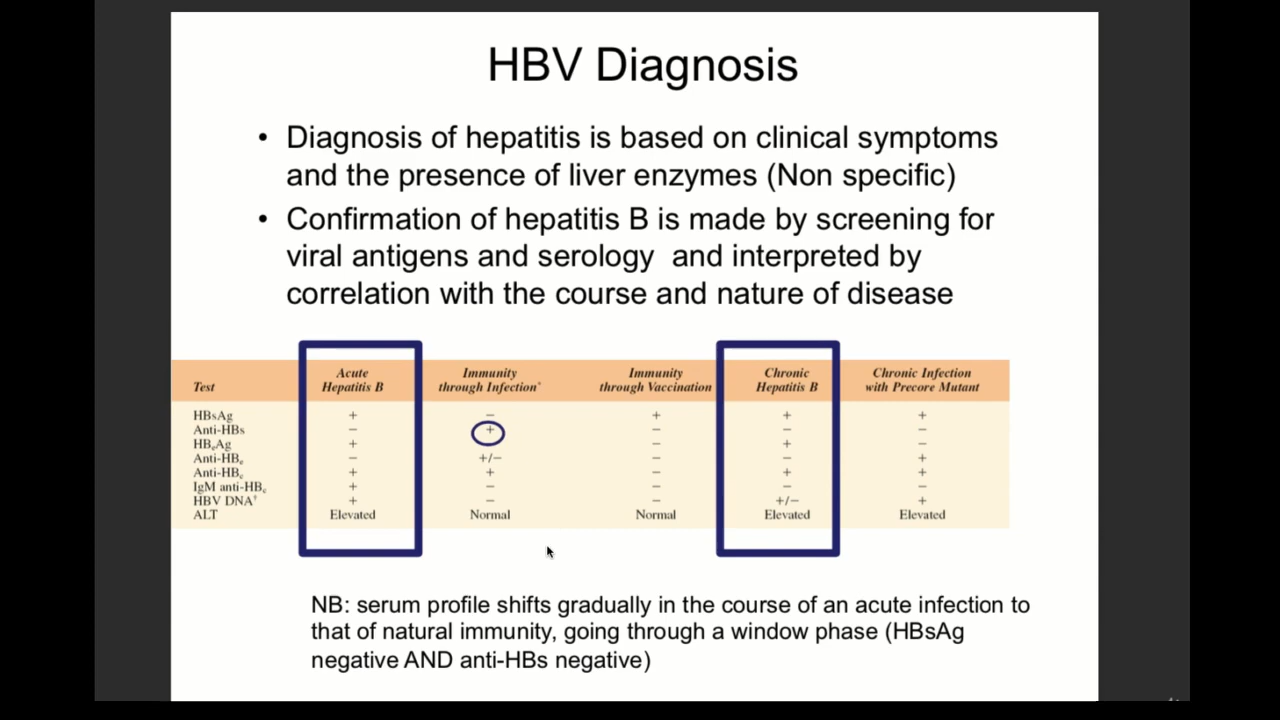 HBV Diagnosis
• Diagnosis of hepatitis is based on clinical symptoms
and the presence of liver enzymes (Non specific)
• Confirmation of hepatitis B is made by screening for
viral antigens and serology  and interpreted by
correlation with the course and nature of disease
Test Acute Hepatitis B Immunity through Infection* Immunity through Vaccination Chronic Hepatitis B Chronic Infection with Precore Mutant
HBsAg + − + + +
Anti-HBs − + − − −
HBeAg + − + −
Anti-HBe − +/− − − +
Anti-HBc + + − + +
IgM anti-HBc + − − − −
HBV DNA† + − − +/− +
ALT Elevated Normal Normal Elevated Elevated
NB: serum profile shifts gradually in the course of an acute infection to
that of natural immunity, going through a window phase (HBsAg
negative AND anti-HBs negative)